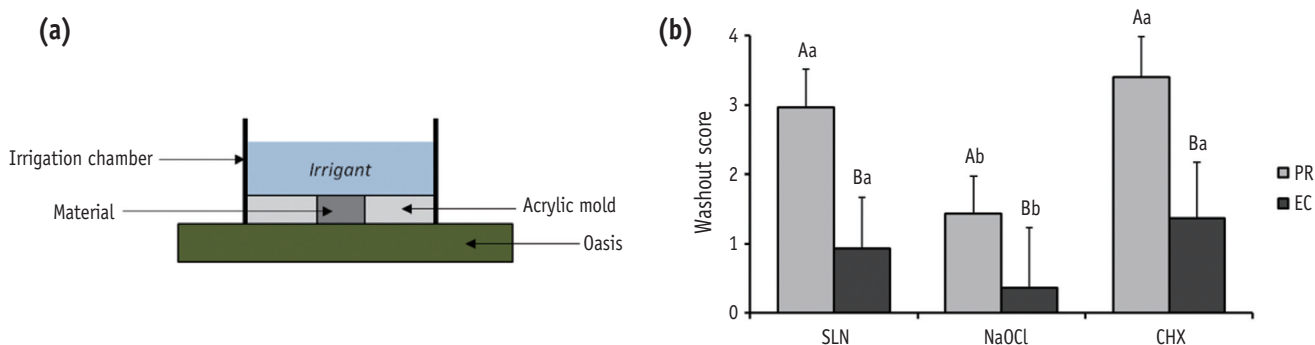 (a)
Irrigation chamber
Irrigant
Material
Acrylic mold
Oasis
(b)
Washout score
4
3
2
1
0
Aa
Ba
Ab
Bb
Aa
Ba
SLN
NaOCl
CHX
PR
EC